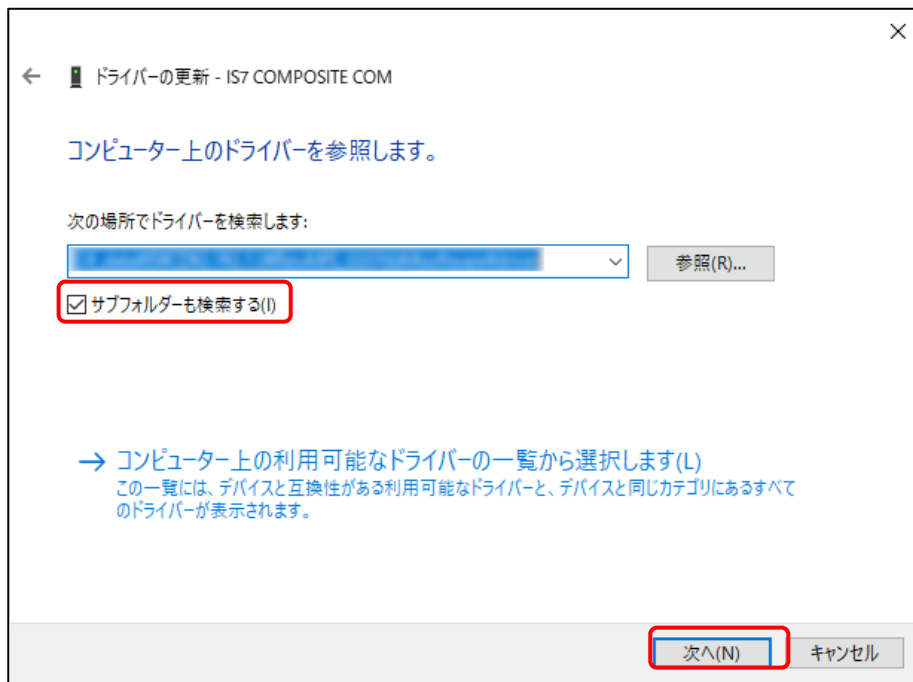 ドライバーの更新 - IS7 COMPOSITE COM
コンピューター上のドライバーを参照します。
次の場所でドライバーを検索します:
参照(R)...
サブフォルダーも検索する(I)
コンピューター上の利用可能なドライバーの一覧から選択します(L)
この一覧には、デバイスと互換性がある利用可能なドライバーと、デバイスと同じカテゴリにあるすべて
のドライバーが表示されます。
次へ(N)
キャンセル